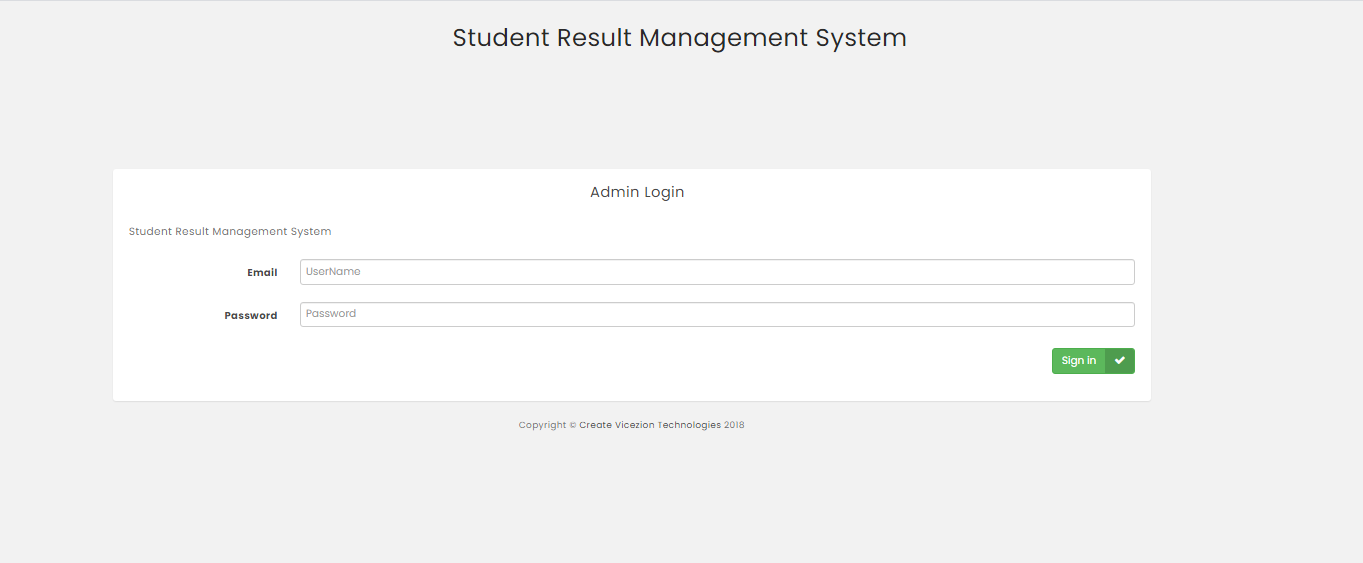 Student Result Management System
Admin Login
Student Result Management System
Email UserName
Password Password
Sign in
Copyright © Create Vicezion Technologies 2018